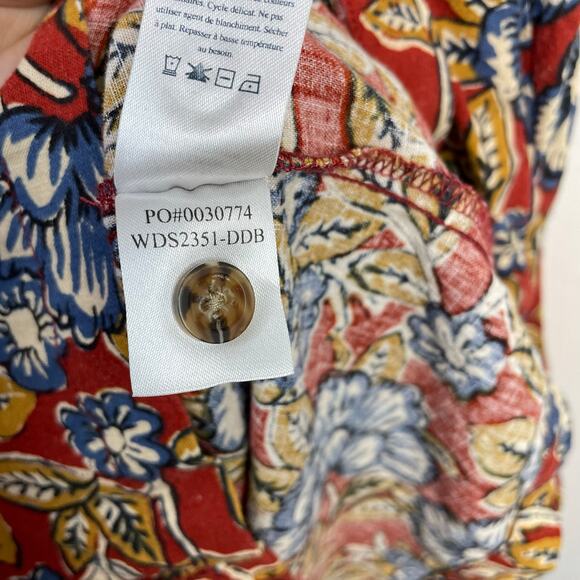 sures. Cycle délicat. Ne pas
utiliser agent de blanchiment. Sécher
à plat. Repasser à basse température
au besoin.
PO#0030774
WDS2351-DDB